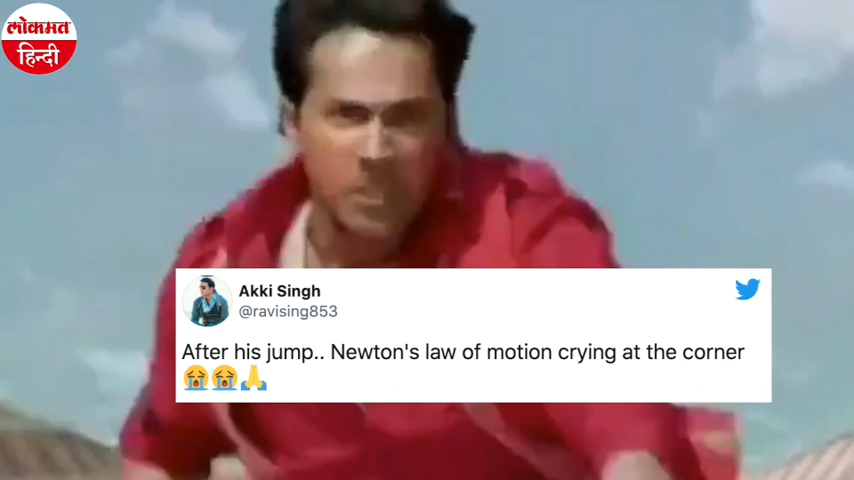 लोकमत
हिन्दी
Akki Singh
@ravising853
After his jump.. Newton's law of motion crying at the corner
😭😭🙏